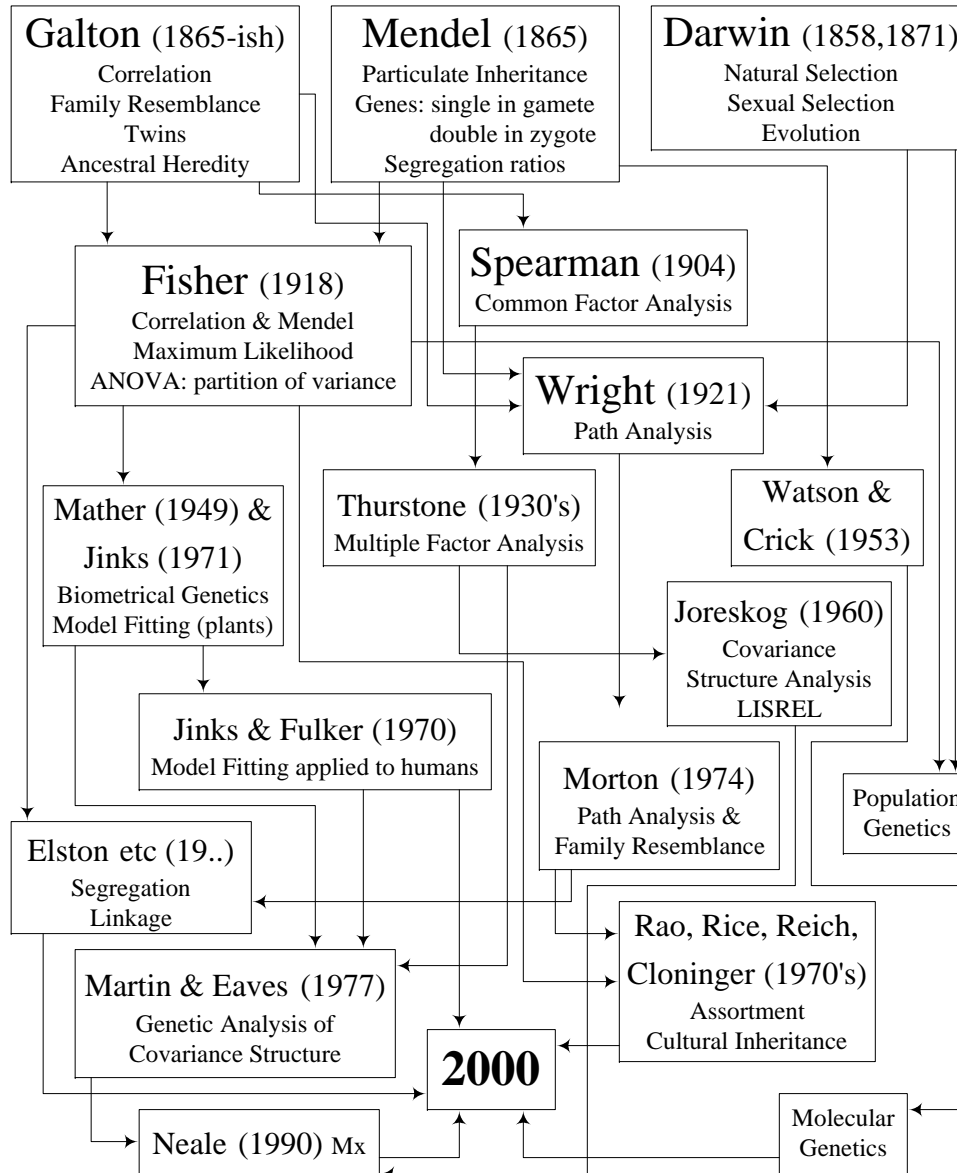 Galton (1865-ish)
Correlation
Family Resemblance
Twins
Ancestral Heredity
Mendel (1865)
Particulate Inheritance
Genes: single in gamete
double in zygote
Segregation ratios
Darwin (1858,1871)
Natural Selection
Sexual Selection
Evolution
Fisher (1918)
Correlation & Mendel
Maximum Likelihood
ANOVA: partition of variance
Spearman (1904)
Common Factor Analysis
Wright (1921)
Path Analysis
Mather (1949) &
Jinks (1971)
Biometrical Genetics
Model Fitting (plants)
Thurstone (1930's)
Multiple Factor Analysis
Watson &
Crick (1953)
Joreskog (1960)
Covariance
Structure Analysis
LISREL
Jinks & Fulker (1970)
Model Fitting applied to humans
Morton (1974)
Path Analysis &
Family Resemblance
Population
Genetics
Elston etc (19..)
Segregation
Linkage
Rao, Rice, Reich,
Cloninger (1970's)
Assortment
Cultural Inheritance
Martin & Eaves (1977)
Genetic Analysis of
Covariance Structure
2000
Neale (1990) Mx
Molecular
Genetics